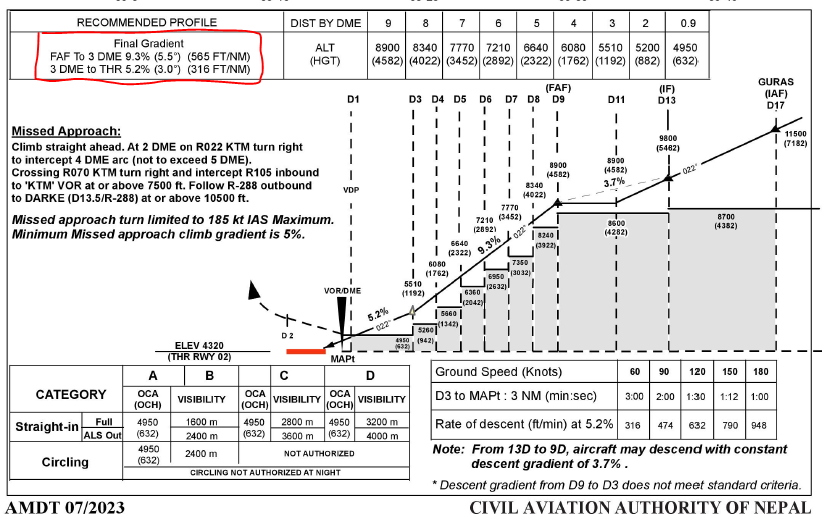 RECOMMENDED PROFILE
DIST BY DME 9 8 7 6 5 4 3 2 0.9
Final Gradient
FAF To 3 DME 9.3% (5.5°) (565 FT/NM)
3 DME to THR 5.2% (3.0°) (316 FT/NM)
ALT 8900 8340 7770 7210 6640 6080 5510 5200 4950
(HGT) (4582) (4022) (3452) (2892) (2322) (1762) (1192) (882) (632)
GURAS
(FAF) (IF) (IAF)
D1 D3 D4 D5 D6 D7 D8 D9 D11 D13 D17
Missed Approach:
Climb straight ahead. At 2 DME on R022 KTM turn right
to intercept 4 DME arc (not to exceed 5 DME).
Crossing R070 KTM turn right and intercept R105 inbound
to 'KTM' VOR at or above 7500 ft. Follow R-288 outbound
to DARKE (D13.5/R-288) at or above 10500 ft.
Missed approach turn limited to 185 kt IAS Maximum.
Minimum Missed approach climb gradient is 5%.
VDP
11500
(7182)
9800
(5462)
022°
8900
(4582)
8900
(4582)
3.7%
8340
(4022)
7770
(3452)
022°
7210
(2892)
9.3%
6640
(2322)
6080
(1762)
5510
(1192)
8700
(4382)
8600
(4282)
8240
(3922)
7350
(3032)
6950
(2632)
6360
(2042)
5660
(1342)
5260
(942)
4950
(632)
VOR/DME
5.2%
022°
D 2
ELEV 4320
(THR RWY 02)
MAPt
CATEGORY A B C D
OCA
(OCH) VISIBILITY OCA
(OCH) VISIBILITY OCA
(OCH) VISIBILITY
Straight-in Full 4950
(632) 1600 m 4950
(632) 2800 m 4950
(632) 3200 m
ALS Out 2400 m 3600 m 4000 m
Circling 4950
(632) 2400 m NOT AUTHORIZED
CIRCLING NOT AUTHORIZED AT NIGHT
Ground Speed (Knots) 60 90 120 150 180
D3 to MAPt : 3 NM (min:sec) 3:00 2:00 1:30 1:12 1:00
Rate of descent (ft/min) at 5.2% 316 474 632 790 948
Note: From 13D to 9D, aircraft may descend with constant
descent gradient of 3.7% .
* Descent gradient from D9 to D3 does not meet standard criteria.
AMDT 07/2023
CIVIL AVIATION AUTHORITY OF NEPAL